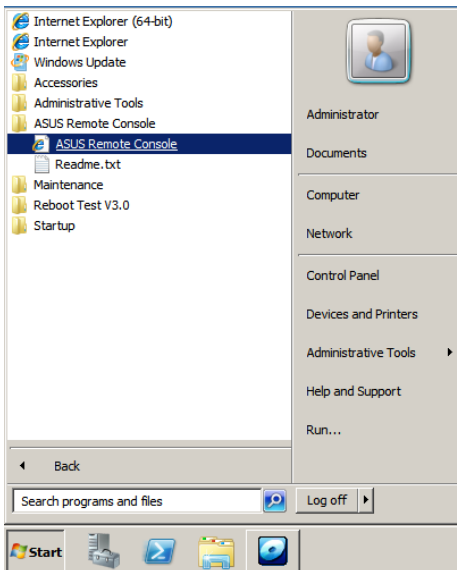 Internet Explorer (64-bit)
Internet Explorer
Windows Update
Accessories
Administrative Tools
ASUS Remote Console
ASUS Remote Console
Readme.txt
Maintenance
Reboot Test V3.0
Startup
Back
Search programs and files
Administrator
Documents
Computer
Network
Control Panel
Devices and Printers
Administrative Tools
Help and Support
Run...
Log off
Start